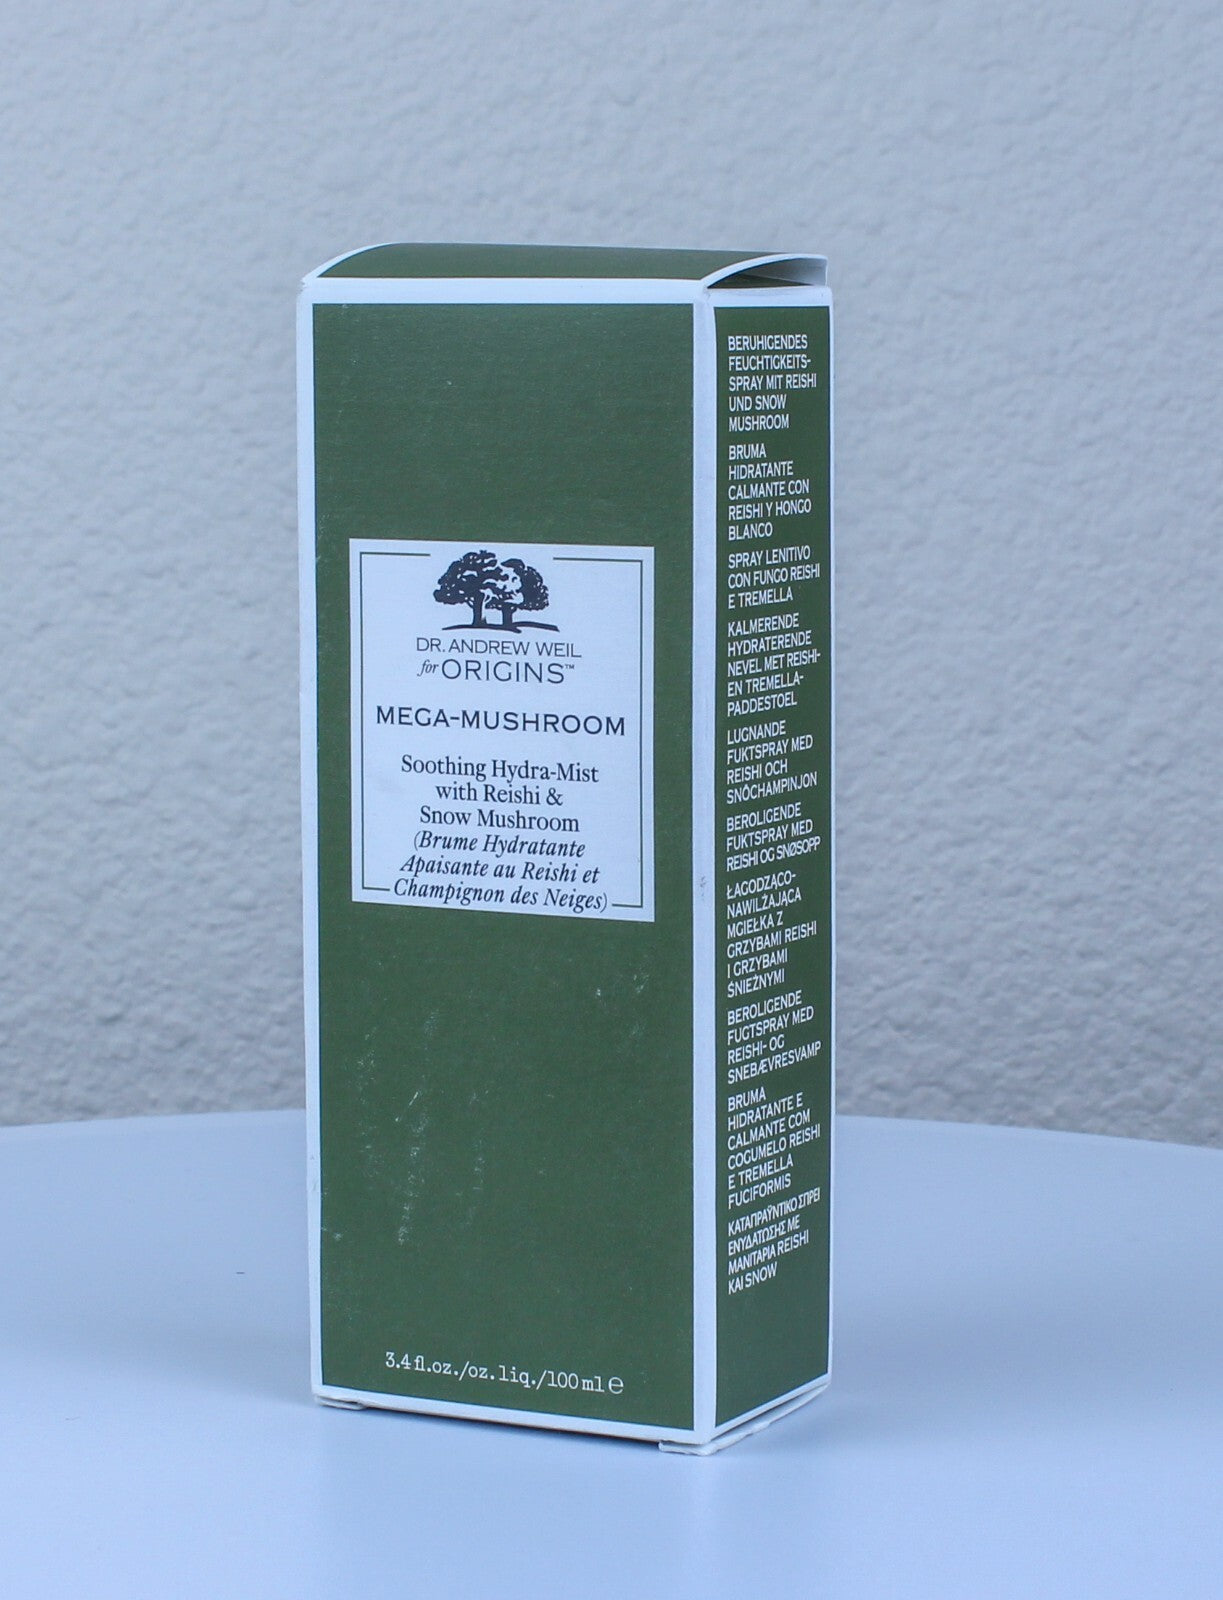 DR. ANDREW WEIL
for ORIGINS™
MEGA-MUSHROOM
Soothing Hydra-Mist
with Reishi &
Snow Mushroom
(Brume Hydratante
Apaisante au Reishi et
Champignon des Neiges)
3.4 fl.oz./oz.liq./100 ml ℮
BERUHIGENDES
FEUCHTIGKEITS-
SPRAY MIT REISHI
UND SNOW
MUSHROOM
BRUMA
HIDRATANTE
CALMANTE CON
REISHI Y HONGO
BLANCO
SPRAY LENITIVO
CON FUNGO REISHI
E TREMELLA
KALMERENDE
HYDRATERENDE
NEVEL MET REISHI-
EN TREMELLA-
PADDESTOEL
LUGNANDE
FUKTSPRAY MED
REISHI OCH
SNÖCHAMPINJON
BEROLIGENDE
FUKTSPRAY MED
REISHI OG SNØSOPP
ŁAGODZĄCO-
NAWILŻAJĄCA
MGIEŁKA Z
GRZYBAMI REISHI
I GRZYBAMI
ŚNIEŻNYMI
BEROLIGENDE
FUGTSPRAY MED
REISHI- OG
SNEBÆVRESVAMP
BRUMA
HIDRATANTE E
CALMANTE COM
COGUMELO REISHI
E TREMELLA
FUCIFORMIS
ΚΑΤΑΠΡΑΫΝΤΙΚΟ ΣΠΡΕΙ
ΕΝΥΔΑΤΩΣΗΣ ΜΕ
ΜΑΝΙΤΑΡΙΑ REISHI
ΚΑΙ SNOW